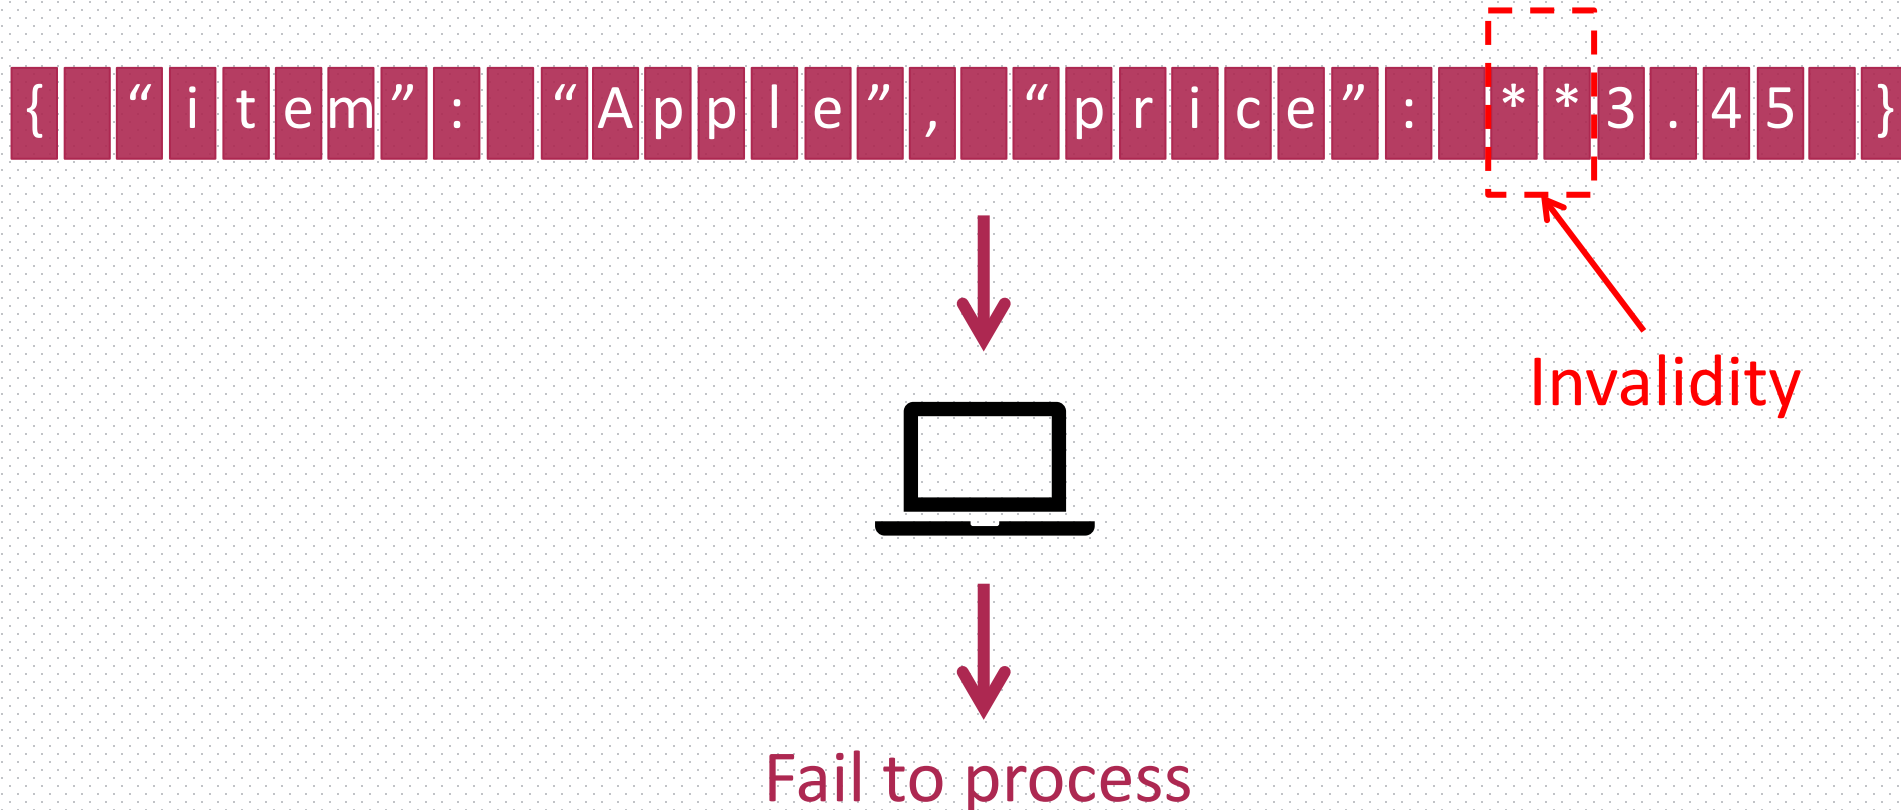 { “item”: “Apple”, “price”: **3.45 }
Invalidity
Fail to process